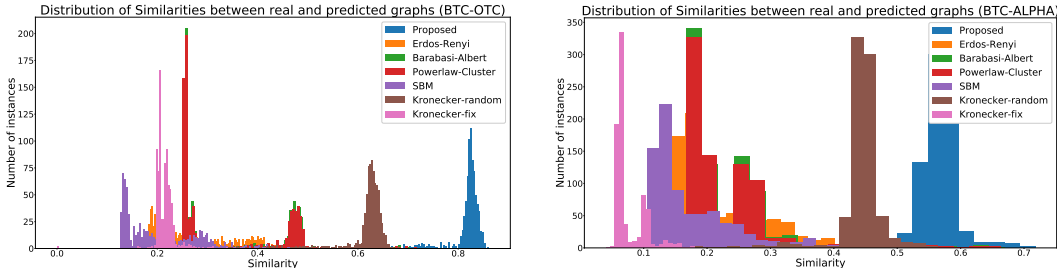 Distribution of Similarities between real and predicted graphs (BTC-OTC)
Number of instances
200
175
150
125
100
75
50
25
0
0.0 0.2 0.4 0.6 0.8
Similarity
Proposed
Erdos-Renyi
Barabasi-Albert
Powerlaw-Cluster
SBM
Kronecker-random
Kronecker-fix
Distribution of Similarities between real and predicted graphs (BTC-ALPHA)
Number of instances
350
300
250
200
150
100
50
0
0.1 0.2 0.3 0.4 0.5 0.6 0.7
Similarity
Proposed
Erdos-Renyi
Barabasi-Albert
Powerlaw-Cluster
SBM
Kronecker-random
Kronecker-fix